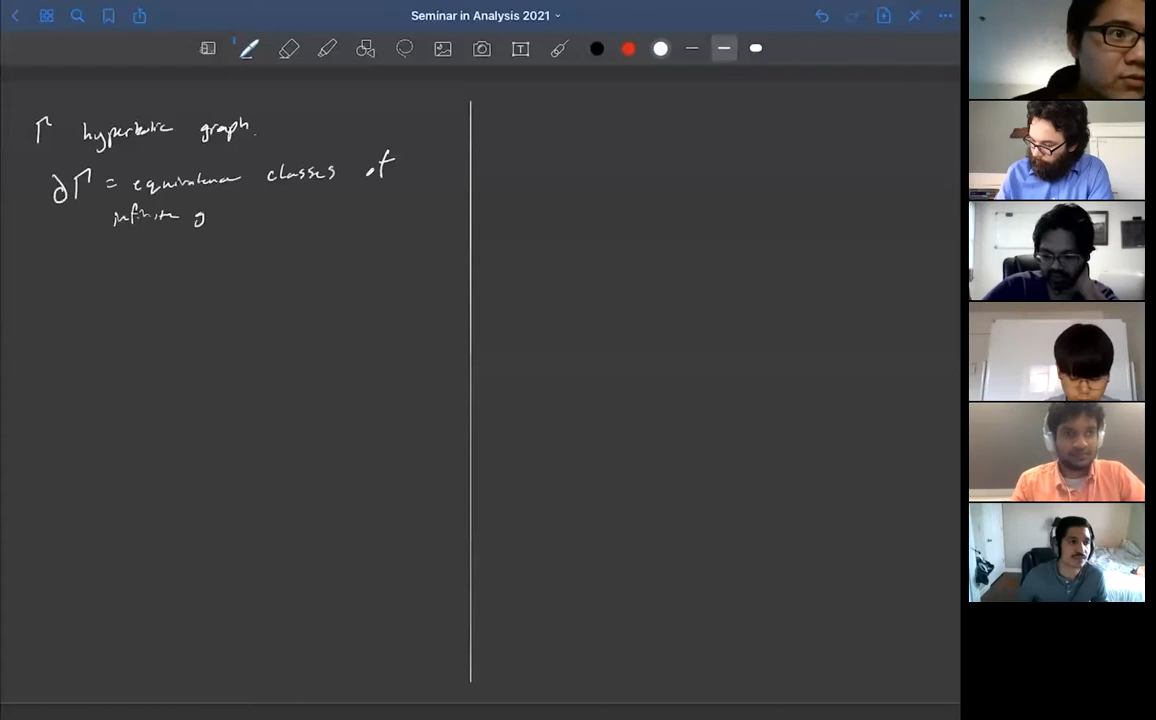 Seminar in Analysis 2021
Γ hyperbolic graph.
∂Γ = equivalence classes of
infinite g